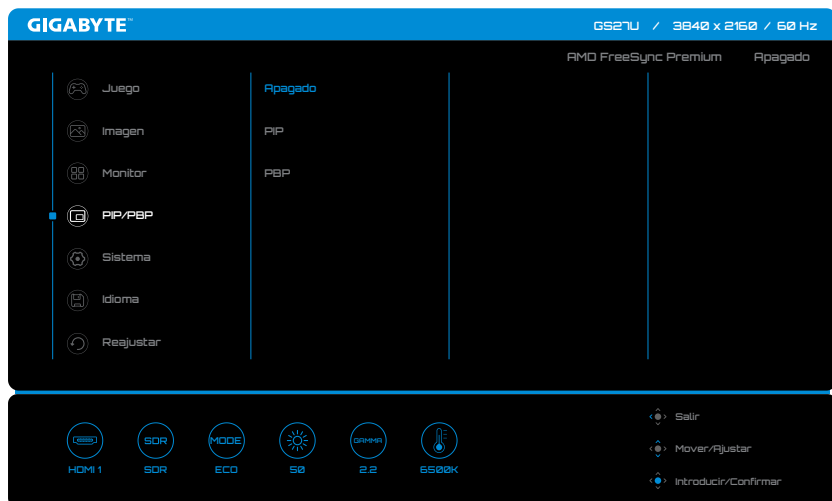 GIGABYTE™ GS27U / 3840 x 2160 / 60 Hz
AMD FreeSync Premium Apagado
Juego Apagado
Imagen PIP
Monitor PBP
PIP/PBP
Sistema
Idioma
Reajustar
SDR MODE GAMMA
HDMI 1 SDR ECO 50 2.2 6500K
Salir
Mover/Ajustar
Introducir/Confirmar